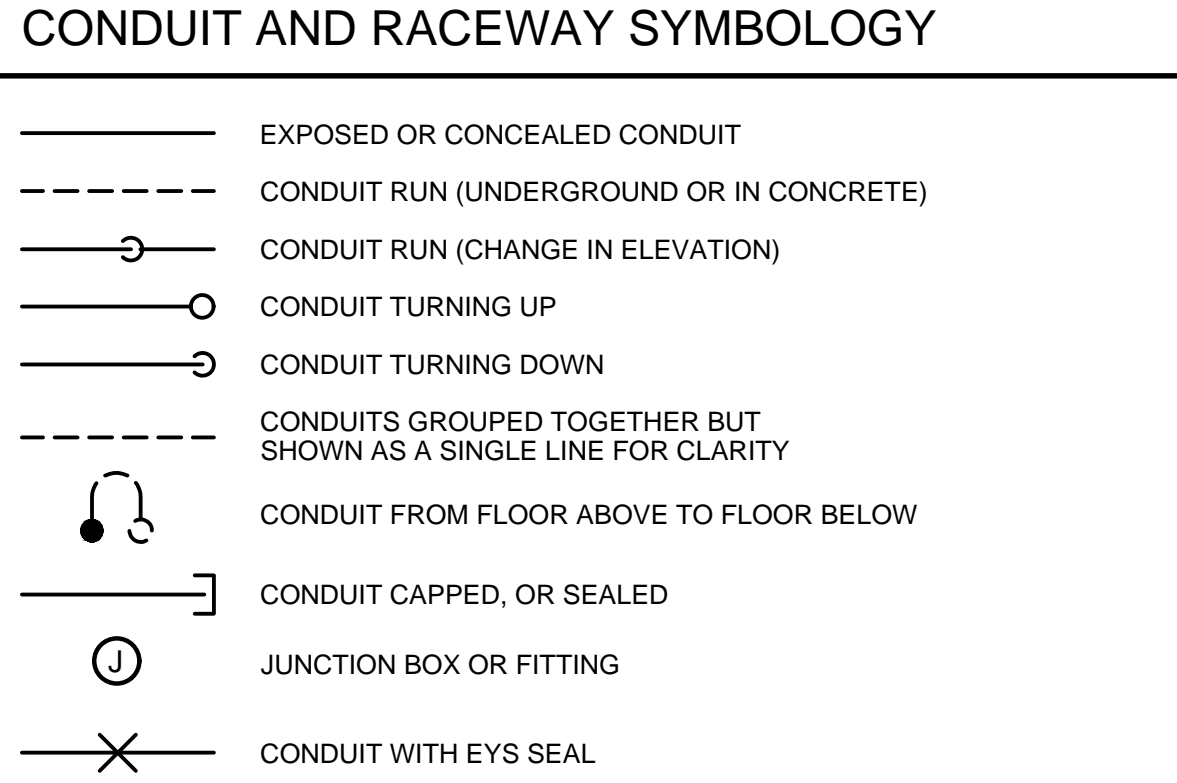 CONDUIT AND RACEWAY SYMBOLOGY
EXPOSED OR CONCEALED CONDUIT
CONDUIT RUN (UNDERGROUND OR IN CONCRETE)
CONDUIT RUN (CHANGE IN ELEVATION)
CONDUIT TURNING UP
CONDUIT TURNING DOWN
CONDUITS GROUPED TOGETHER BUT
SHOWN AS A SINGLE LINE FOR CLARITY
CONDUIT FROM FLOOR ABOVE TO FLOOR BELOW
CONDUIT CAPPED, OR SEALED
J JUNCTION BOX OR FITTING
CONDUIT WITH EYS SEAL